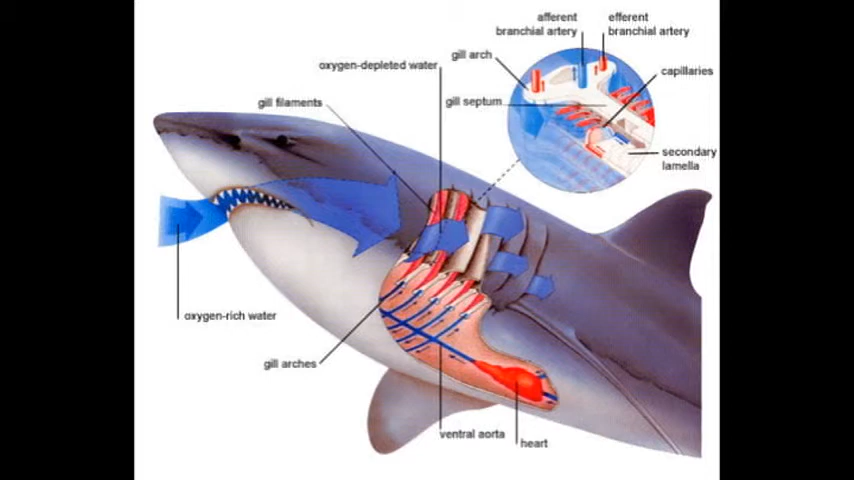 afferent
branchial artery
efferent
branchial artery
gill arch
oxygen-depleted water
capillaries
gill filaments
gill septum
secondary
lamella
oxygen-rich water
gill arches
ventral aorta
heart